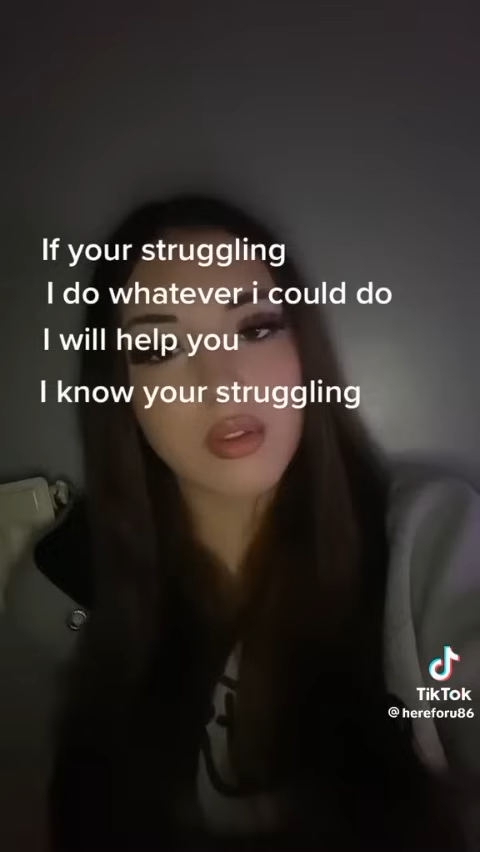 If your struggling
I do whatever i could do
I will help you
I know your struggling
TikTok
@hereforu86